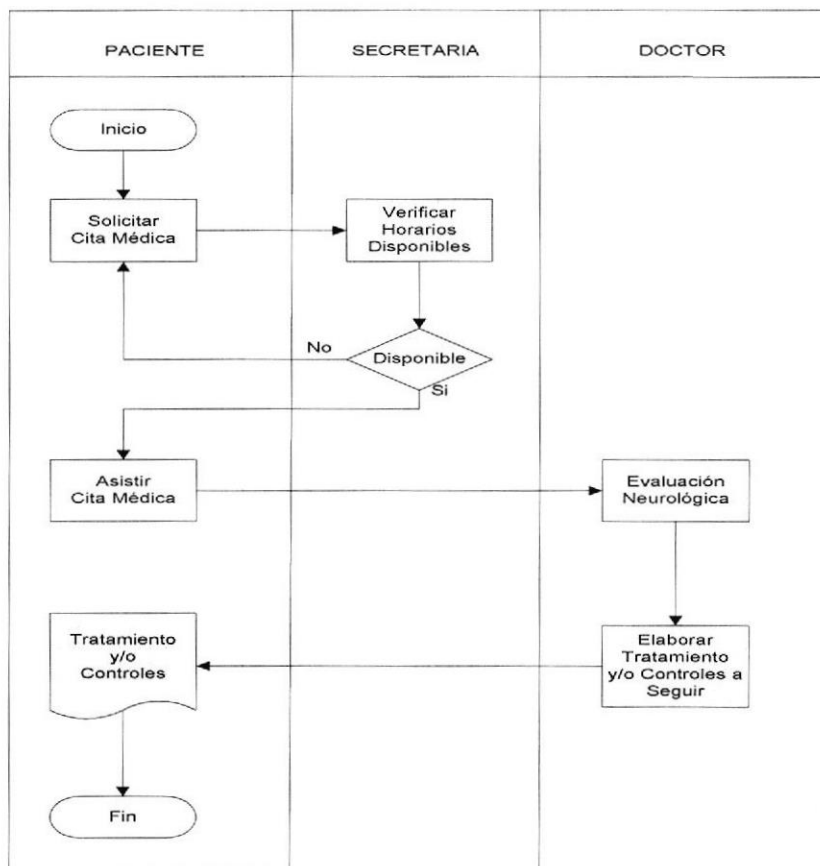 PACIENTE
SECRETARIA
DOCTOR
Inicio
Solicitar
Cita Médica
Verificar
Horarios
Disponibles
No
Disponible
Si
Asistir
Cita Médica
Evaluación
Neurológica
Tratamiento
y/o
Controles
Elaborar
Tratamiento
y/o Controles a
Seguir
Fin